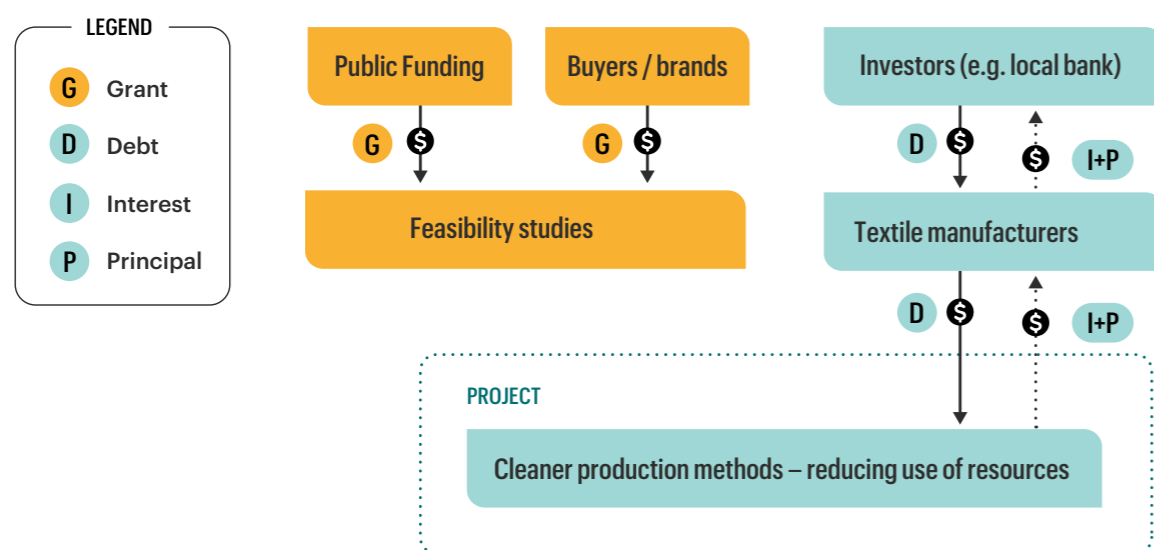 LEGEND
G Grant
D Debt
I Interest
P Principal
Public Funding
Buyers / brands
Investors (e.g. local bank)
G $
G $
D $
$ I+P
Feasibility studies
Textile manufacturers
D $
$ I+P
PROJECT
Cleaner production methods – reducing use of resources